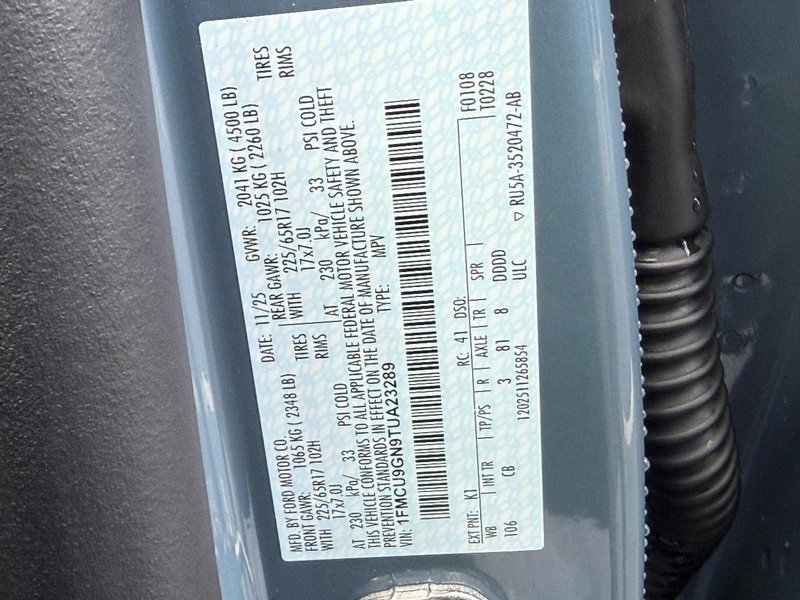 MFD. BY FORD MOTOR CO.
DATE: 11/25 GVWR: 2041 KG ( 4500 LB)
FRONT GAWR: 1065 KG ( 2348 LB) REAR GAWR: 1025 KG ( 2260 LB)
WITH 225/65R17 102H TIRES WITH 225/65R17 102H TIRES
17x7.0J RIMS 17x7.0J RIMS
AT 230 kPa/ 33 PSI COLD AT 230 kPa/ 33 PSI COLD
THIS VEHICLE CONFORMS TO ALL APPLICABLE FEDERAL MOTOR VEHICLE SAFETY AND THEFT
PREVENTION STANDARDS IN EFFECT ON THE DATE OF MANUFACTURE SHOWN ABOVE.
VIN: 1FMCU9GN9TUA23289 TYPE: MPV
F0108
T0228
EXT PNT: K1 RC: 41 DSO:
WB INT TR TP/PS R AXLE TR SPR
106 CB 3 81 8 DDDD
1202511265854 ULC ▽ RU5A-3520472-AB